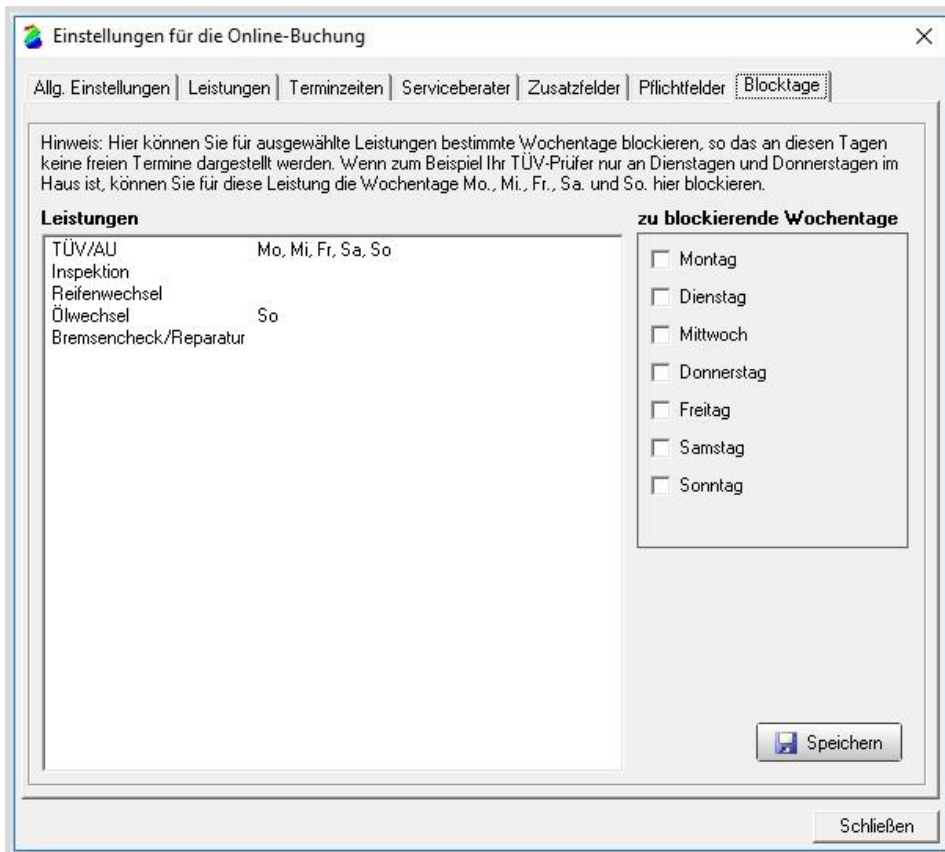 Einstellungen für die Online-Buchung
Allg. Einstellungen Leistungen Terminzeiten Serviceberater Zusatzfelder Pflichtfelder Blocktage
Hinweis: Hier können Sie für ausgewählte Leistungen bestimmte Wochentage blockieren, so das an diesen Tagen
keine freien Termine dargestellt werden. Wenn zum Beispiel Ihr TÜV-Prüfer nur an Dienstagen und Donnerstagen im
Haus ist, können Sie für diese Leistung die Wochentage Mo., Mi., Fr., Sa. und So. hier blockieren.
Leistungen
TÜV/AU Mo, Mi, Fr, Sa, So
Inspektion
Reifenwechsel
Ölwechsel So
Bremsencheck/Reparatur
zu blockierende Wochentage
Montag
Dienstag
Mittwoch
Donnerstag
Freitag
Samstag
Sonntag
Speichern
Schließen